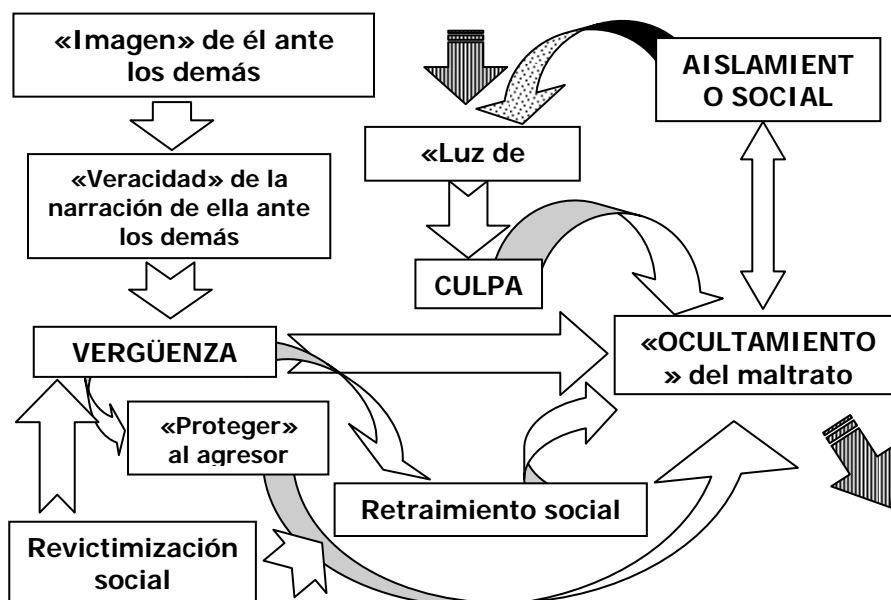 «Imagen» de él ante
los demás
AISLAMIENT
O SOCIAL
«Luz de
«Veracidad» de la
narración de ella ante
los demás
CULPA
VERGÜENZA
«OCULTAMIENTO
» del maltrato
«Proteger»
al agresor
Retraimiento social
Revictimización
social